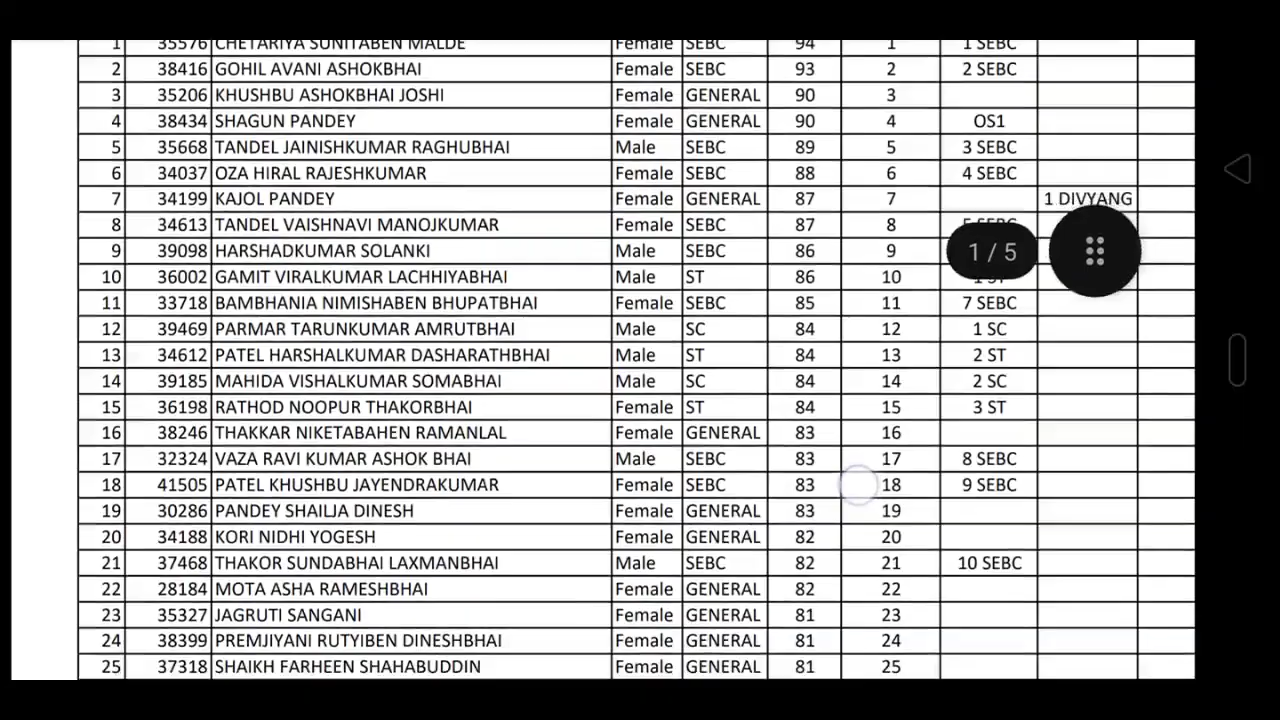 1 35576 CHETARIYA SUNITABEN MALDE Female SEBC 94 1 1 SEBC
2 38416 GOHIL AVANI ASHOKBHAI Female SEBC 93 2 2 SEBC
3 35206 KHUSHBU ASHOKBHAI JOSHI Female GENERAL 90 3
4 38434 SHAGUN PANDEY Female GENERAL 90 4 OS1
5 35668 TANDEL JAINISHKUMAR RAGHUBHAI Male SEBC 89 5 3 SEBC
6 34037 OZA HIRAL RAJESHKUMAR Female SEBC 88 6 4 SEBC
7 34199 KAJOL PANDEY Female GENERAL 87 7 1 DIVYANG
8 34613 TANDEL VAISHNAVI MANOJKUMAR Female SEBC 87 8 5 SEBC
9 39098 HARSHADKUMAR SOLANKI Male SEBC 86 9 1 / 5
10 36002 GAMIT VIRALKUMAR LACHHIYABHAI Male ST 86 10 1 ST
11 33718 BAMBHANIA NIMISHABEN BHUPATBHAI Female SEBC 85 11 7 SEBC
12 39469 PARMAR TARUNKUMAR AMRUTBHAI Male SC 84 12 1 SC
13 34612 PATEL HARSHALKUMAR DASHARATHBHAI Male ST 84 13 2 ST
14 39185 MAHIDA VISHALKUMAR SOMABHAI Male SC 84 14 2 SC
15 36198 RATHOD NOOPUR THAKORBHAI Female ST 84 15 3 ST
16 38246 THAKKAR NIKETABAHEN RAMANLAL Female GENERAL 83 16
17 32324 VAZA RAVI KUMAR ASHOK BHAI Male SEBC 83 17 8 SEBC
18 41505 PATEL KHUSHBU JAYENDRAKUMAR Female SEBC 83 18 9 SEBC
19 30286 PANDEY SHAILJA DINESH Female GENERAL 83 19
20 34188 KORI NIDHI YOGESH Female GENERAL 82 20
21 37468 THAKOR SUNDABHAI LAXMANBHAI Male SEBC 82 21 10 SEBC
22 28184 MOTA ASHA RAMESHBHAI Female GENERAL 82 22
23 35327 JAGRUTI SANGANI Female GENERAL 81 23
24 38399 PREMJIYANI RUTYIBEN DINESHBHAI Female GENERAL 81 24
25 37318 SHAIKH FARHEEN SHAHABUDDIN Female GENERAL 81 25